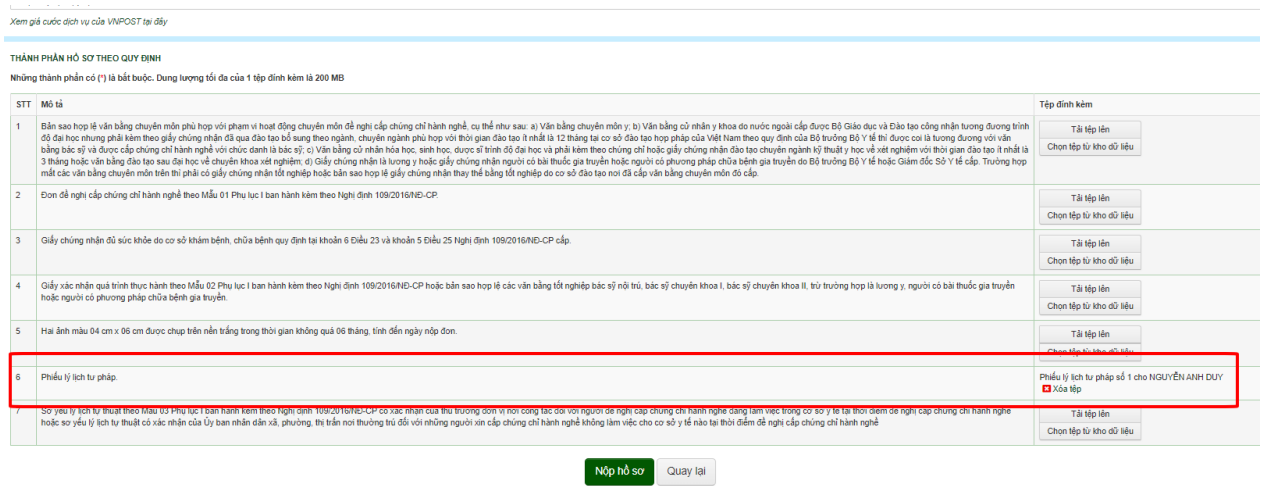 Xem giá cước dịch vụ của VNPOST tại đây
THÀNH PHẦN HỒ SƠ THEO QUY ĐỊNH
Những thành phần có (*) là bắt buộc. Dung lượng tối đa của 1 tệp đính kèm là 200 MB
STT Mô tả Tệp đính kèm
1 Bản sao hợp lệ văn bằng chuyên môn phù hợp với phạm vi hoạt động chuyên môn đề nghị cấp chứng chỉ hành nghề, cụ thể như sau: a) Văn bằng chuyên môn y; b) Văn bằng cử nhân y khoa do nước ngoài cấp được Bộ Giáo dục và Đào tạo công nhận tương đương trình
độ đại học nhưng phải kèm theo giấy chứng nhận đã qua đào tạo bổ sung theo ngành, chuyên ngành phù hợp với thời gian đào tạo ít nhất là 12 tháng tại cơ sở đào tạo hợp pháp của Việt Nam theo quy định của Bộ trưởng Bộ Y tế thì được coi là tương đương với văn
bằng bác sỹ và được cấp chứng chỉ hành nghề với chức danh là bác sỹ; c) Văn bằng cử nhân hóa học, sinh học, dược sĩ trình độ đại học và phải kèm theo chứng chỉ hoặc giấy chứng nhận đào tạo chuyên ngành kỹ thuật y học về xét nghiệm với thời gian đào tạo ít nhất là
3 tháng hoặc văn bằng đào tạo sau đại học về chuyên khoa xét nghiệm; d) Giấy chứng nhận là lương y hoặc giấy chứng nhận người có bài thuốc gia truyền hoặc người có phương pháp chữa bệnh gia truyền do Bộ trưởng Bộ Y tế hoặc Giám đốc Sở Y tế cấp. Trường hợp
mất các văn bằng chuyên môn trên thì phải có giấy chứng nhận tốt nghiệp hoặc bản sao hợp lệ giấy chứng nhận thay thế bằng tốt nghiệp do cơ sở đào tạo nơi đã cấp văn bằng chuyên môn đó cấp.
Tải tệp lên
Chọn tệp từ kho dữ liệu
2 Đơn đề nghị cấp chứng chỉ hành nghề theo Mẫu 01 Phụ lục I ban hành kèm theo Nghị định 109/2016/NĐ-CP.
Tải tệp lên
Chọn tệp từ kho dữ liệu
3 Giấy chứng nhận đủ sức khỏe do cơ sở khám bệnh, chữa bệnh quy định tại khoản 6 Điều 23 và khoản 5 Điều 25 Nghị định 109/2016/NĐ-CP cấp.
Tải tệp lên
Chọn tệp từ kho dữ liệu
4 Giấy xác nhận quá trình thực hành theo Mẫu 02 Phụ lục I ban hành kèm theo Nghị định 109/2016/NĐ-CP hoặc bản sao hợp lệ các văn bằng tốt nghiệp bác sỹ nội trú, bác sỹ chuyên khoa I, bác sỹ chuyên khoa II, trừ trường hợp là lương y, người có bài thuốc gia truyền
hoặc người có phương pháp chữa bệnh gia truyền.
Tải tệp lên
Chọn tệp từ kho dữ liệu
5 Hai ảnh màu 04 cm x 06 cm được chụp trên nền trắng trong thời gian không quá 06 tháng, tính đến ngày nộp đơn.
Tải tệp lên
Chọn tệp từ kho dữ liệu
6 Phiếu lý lịch tư pháp.
Phiếu lý lịch tư pháp số 1 cho NGUYỄN ANH DUY
Xóa tệp
7 Sơ yếu lý lịch tự thuật theo Mẫu 03 Phụ lục I ban hành kèm theo Nghị định 109/2016/NĐ-CP có xác nhận của thủ trưởng đơn vị nơi công tác đối với người đề nghị cấp chứng chỉ hành nghề đang làm việc trong cơ sở y tế tại thời điểm đề nghị cấp chứng chỉ hành nghề
hoặc sơ yếu lý lịch tự thuật có xác nhận của Ủy ban nhân dân xã, phường, thị trấn nơi thường trú đối với những người xin cấp chứng chỉ hành nghề không làm việc cho cơ sở y tế nào tại thời điểm đề nghị cấp chứng chỉ hành nghề
Tải tệp lên
Chọn tệp từ kho dữ liệu
Nộp hồ sơ Quay lại